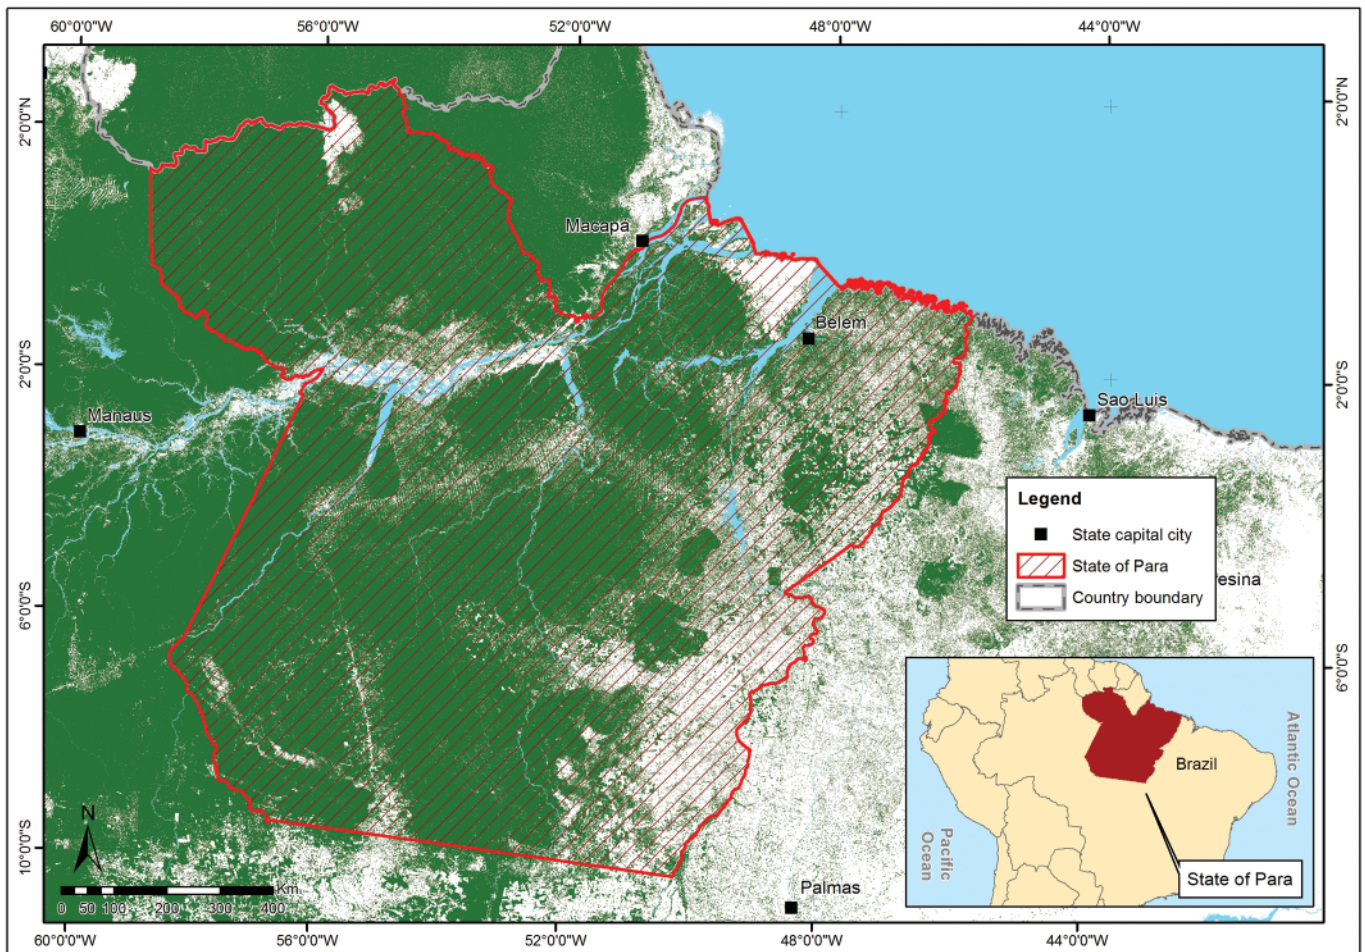 60°0'0"W
56°0'0"W
52°0'0"W
48°0'0"W
44°0'0"W
2°0'0"N
2°0'0"N
Macapa
Belem
2°0'0"S
2°0'0"S
Manaus
Sao Luis
Legend
State capital city
State of Para
Country boundary
resina
6°0'0"S
6°0'0"S
Brazil
Atlantic Ocean
Pacific
Ocean
State of Para
N
10°0'0"S
Km
0 50 100 200 300 400
Palmas
60°0'0"W
56°0'0"W
52°0'0"W
48°0'0"W
44°0'0"W